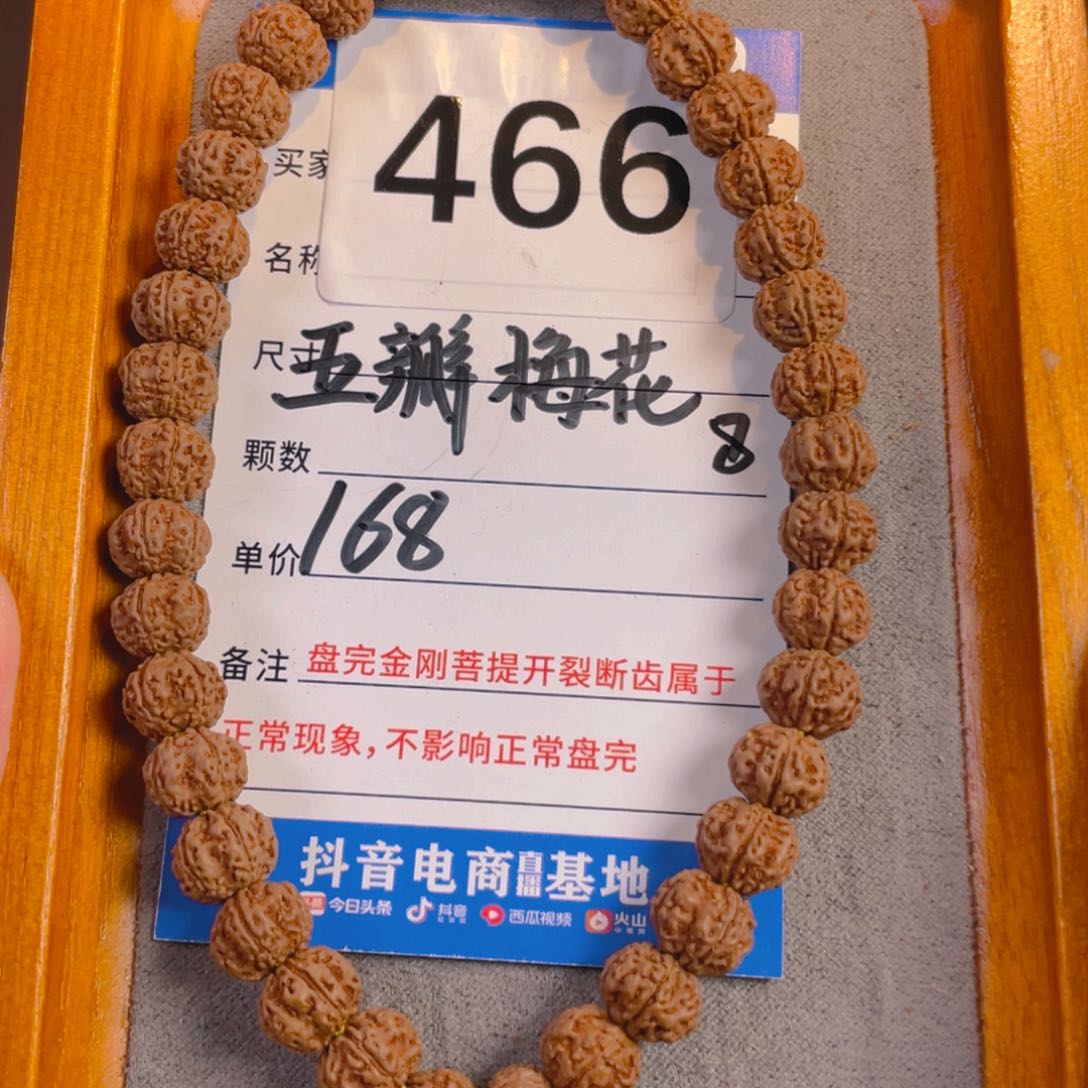 466
买家
名称
尺寸 五瓣梅花
8
颗数
168
单价
备注 盘完金刚菩提开裂断齿属于
正常现象,不影响正常盘完
抖音电商直播基地
今日头条 抖音 西瓜视频 火山